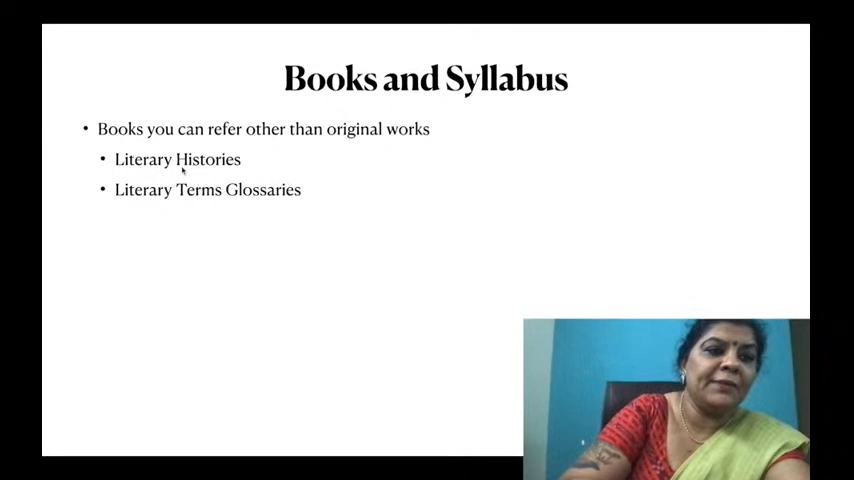 Books and Syllabus
• Books you can refer other than original works
• Literary Histories
• Literary Terms Glossaries